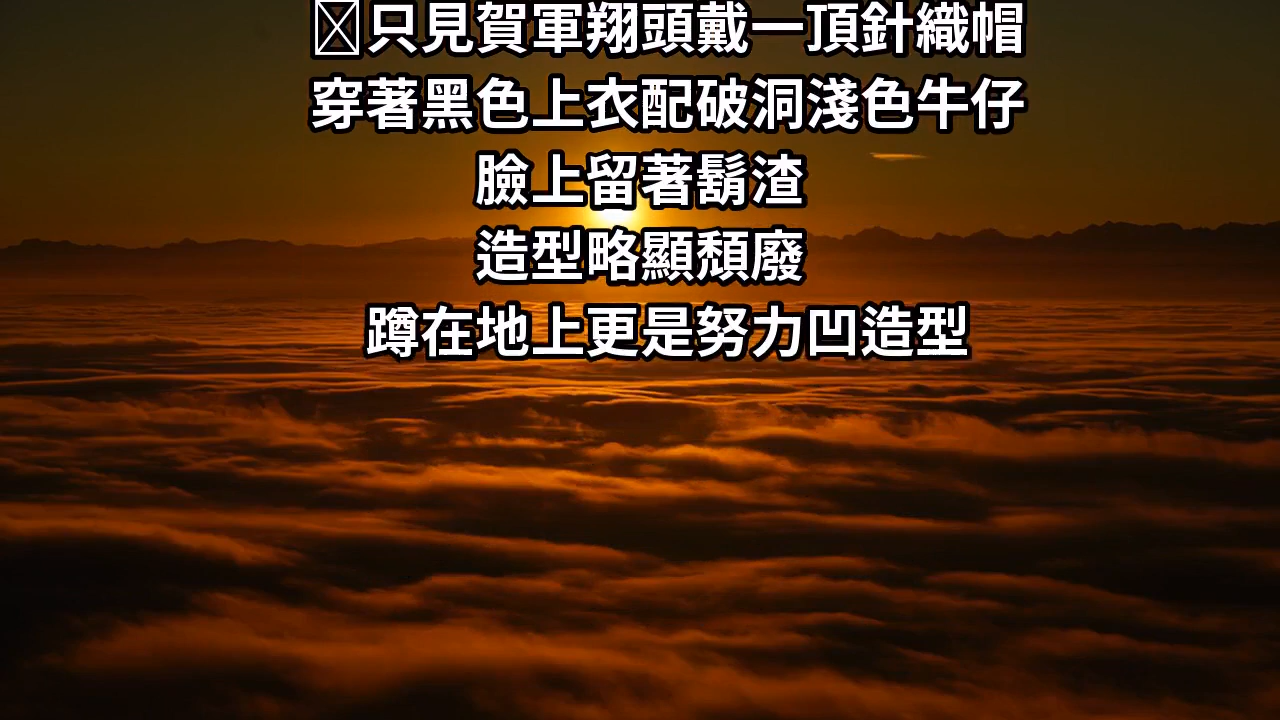 只見賀軍翔頭戴一頂針織帽
穿著黑色上衣配破洞淺色牛仔
臉上留著鬍渣
造型略顯頹廢
蹲在地上更是努力凹造型